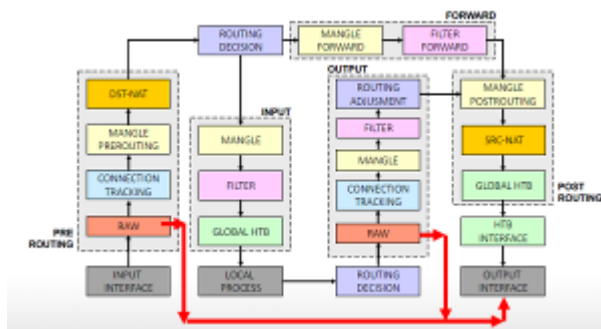 FORWARD
ROUTING
DECISION
MANGLE
FORWARD
FILTER
FORWARD
OUTPUT
DST-NAT
ROUTING
ADJUSMENT
MANGLE
POSTROUTING
INPUT
MANGLE
PREROUTING
MANGLE
FILTER
SRC-NAT
CONNECTION
TRACKING
FILTER
MANGLE
GLOBAL HTB
POST
ROUTING
CONNECTION
TRACKING
RAW
GLOBAL HTB
RAW
HTB
INTERFACE
PRE
ROUTING
INPUT
INTERFACE
LOCAL
PROCESS
ROUTING
DECISION
OUTPUT
INTERFACE